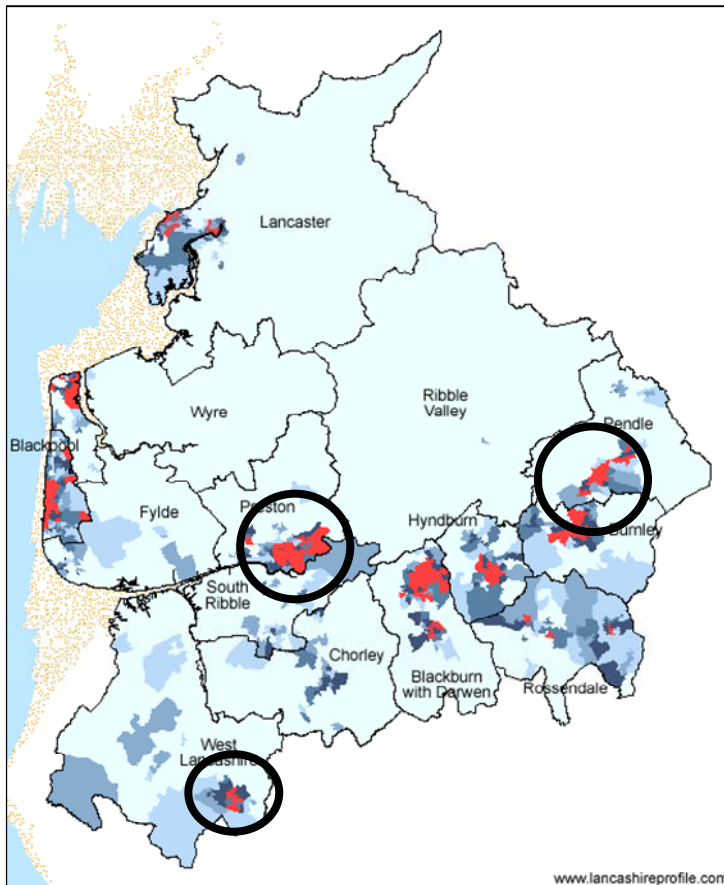 Lancaster
Wyre
Ribble
Valley
Pendle
Blackpool
Fylde
Preston
Hyndburn
Burnley
South
Ribble
Chorley
Blackburn
with Darwen
Rossendale
West
Lancashire
www.lancashireprofile.com